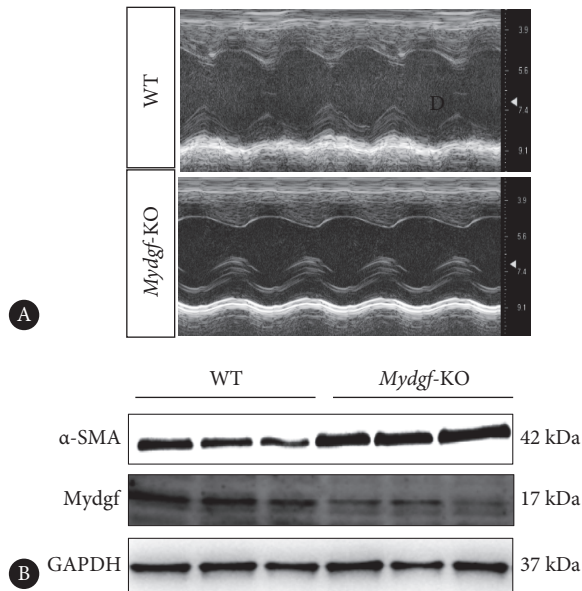 WT
3.9
5.6
D
7.4
9.1
Mydgf-KO
3.9
5.6
7.4
9.1
A
WT Mydgf-KO
α-SMA 42 kDa
Mydgf 17 kDa
B GAPDH 37 kDa